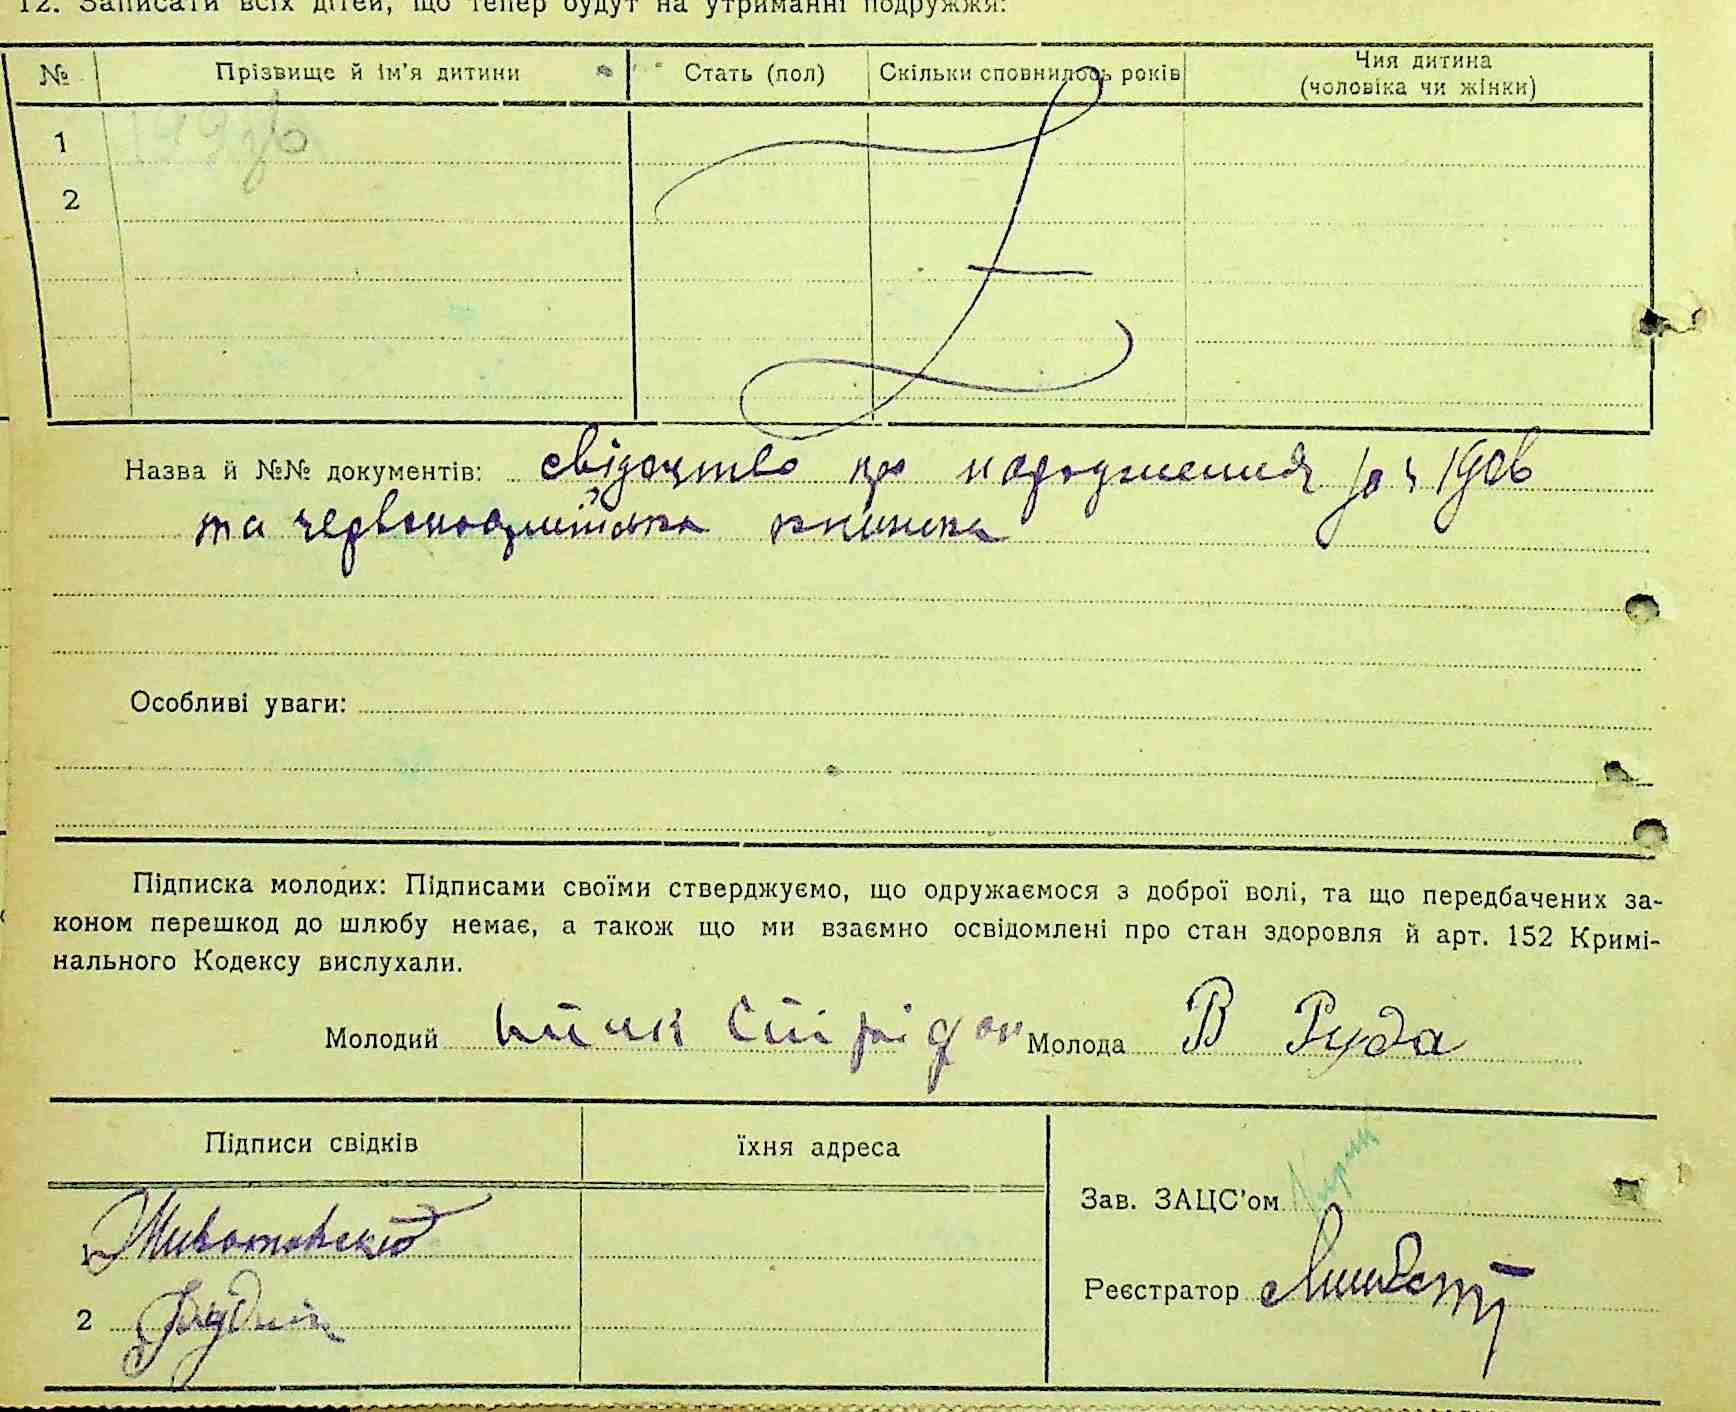 12. Записати всіх дітей, що тепер будут на утриманні подружжя:
№ Прізвище й ім'я дитини Стать (пол) Скільки сповнилось років Чия дитина (чоловіка чи жінки)
1
2
Назва й №№ документів: свідоцтво про народження за ч 1906
та червоноармійська книжка
Особливі уваги:
Підписка молодих: Підписами своїми стверджуємо, що одружаємося з доброї волі, та що передбачених за-
коном перешкод до шлюбу немає, а також що ми взаємно освідомлені про стан здоровля й арт. 152 Кримі-
нального Кодексу вислухали.
Молодий Спірідон Молода В Руда
Підписи свідків їхня адреса
Зав. ЗАЦС'ом
1 Животовский
Реєстратор
2